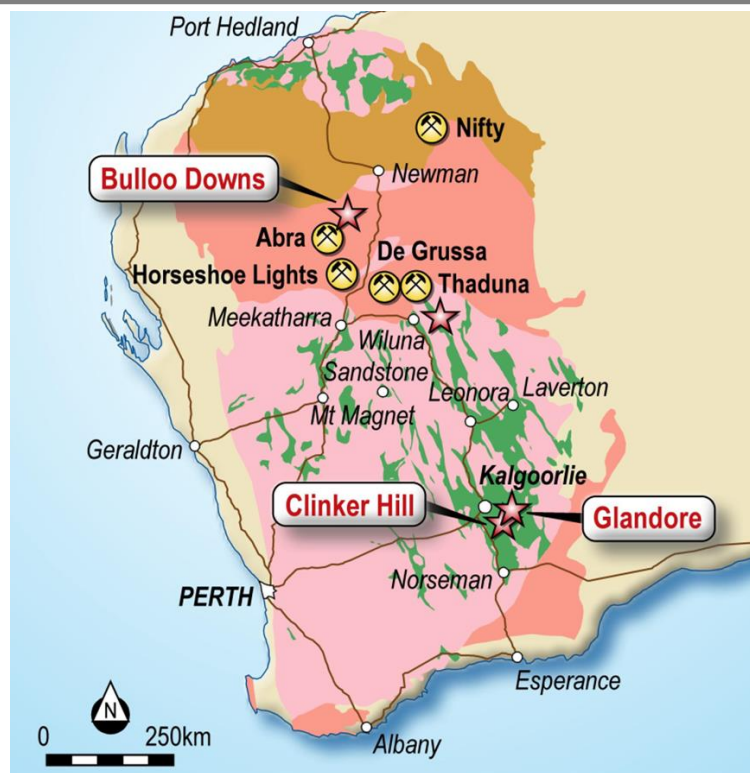 Port Hedland
Nifty
Newman
Bulloo Downs
Abra
De Grussa
Horseshoe Lights
Thaduna
Meekatharra
Wiluna
Sandstone
Leonora
Laverton
Mt Magnet
Geraldton
Kalgoorlie
Clinker Hill
Glandore
Norseman
PERTH
Esperance
N
0
250km
Albany